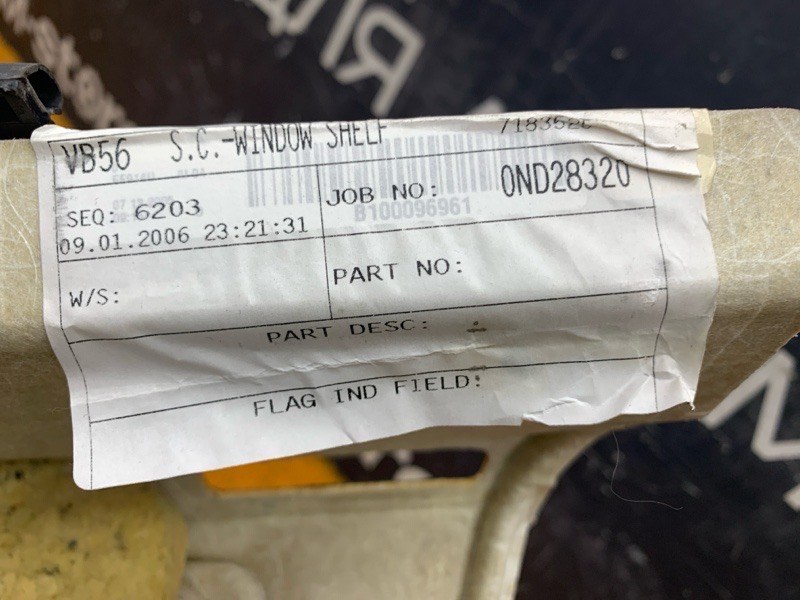 VB56 S.C.-WINDOW SHELF
SEQ: 6203
09.01.2006 23:21:31
JOB NO: 0ND28320
B100096961
W/S:
PART NO:
PART DESC:
FLAG IND FIELD: